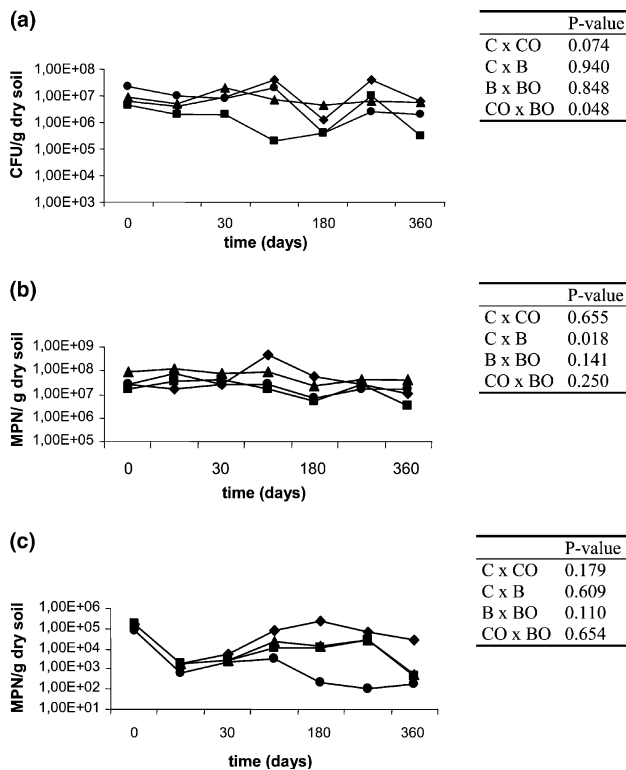 (a)
CFU/g dry soil
1,00E+08
1,00E+07
1,00E+06
1,00E+05
1,00E+04
1,00E+03
0 30 180 360
time (days)
P-value
C x CO 0.074
C x B 0.940
B x BO 0.848
CO x BO 0.048
(b)
MPN/ g dry soil
1,00E+09
1,00E+08
1,00E+07
1,00E+06
1,00E+05
0 30 180 360
time (days)
P-value
C x CO 0.655
C x B 0.018
B x BO 0.141
CO x BO 0.250
(c)
MPN/g dry soil
1,00E+06
1,00E+05
1,00E+04
1,00E+03
1,00E+02
1,00E+01
0 30 180 360
time (days)
P-value
C x CO 0.179
C x B 0.609
B x BO 0.110
CO x BO 0.654